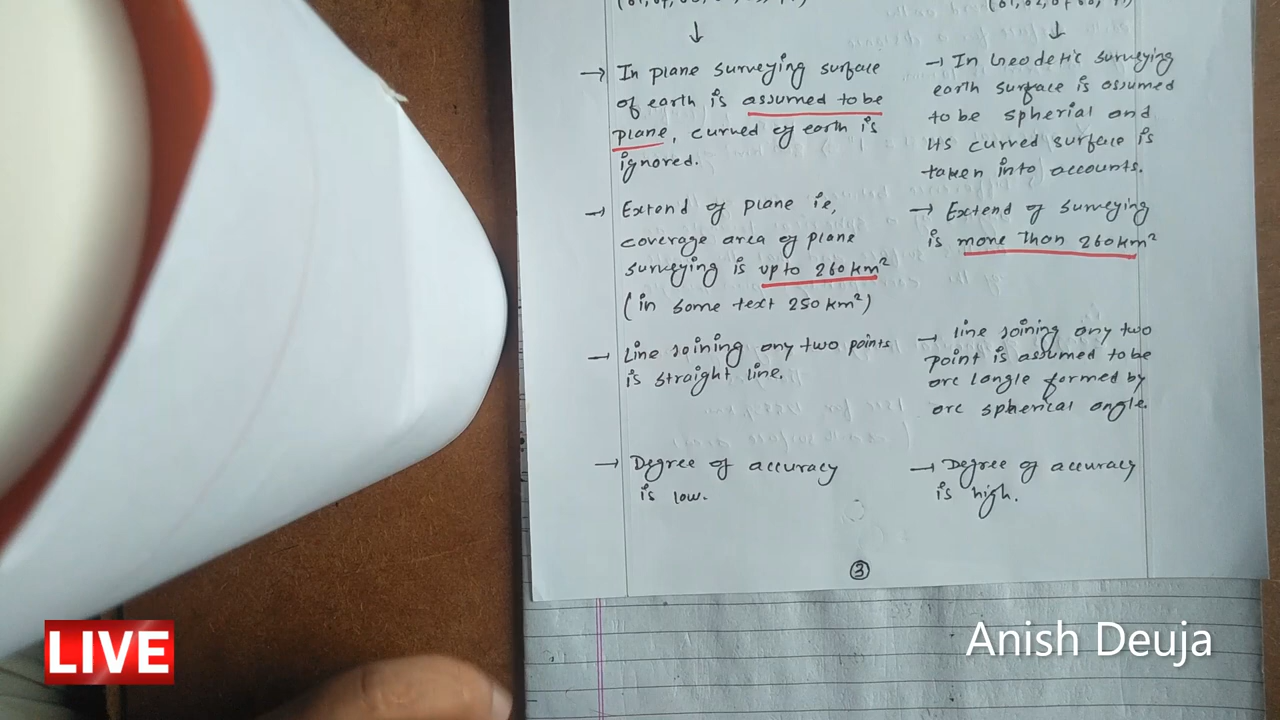 → In plane surveying surface
of earth is assumed to be
plane, curved of earth is
ignored.
→ Extend of plane ie,
coverage area of plane
surveying is upto 260 km²
(in some text 250 km²)
→ Line joining any two points
is straight line.
→ Degree of accuracy
is low.
→ In Geodetic surveying
earth surface is assumed
to be spherial and
its curved surface is
taken into accounts.
→ Extend of surveying
is more than 260 km²
→ line joining any two
point is assumed to be
arc langle formed by
arc spherical angle.
→ Degree of accuracy
is high.
3
LIVE
Anish Deuja